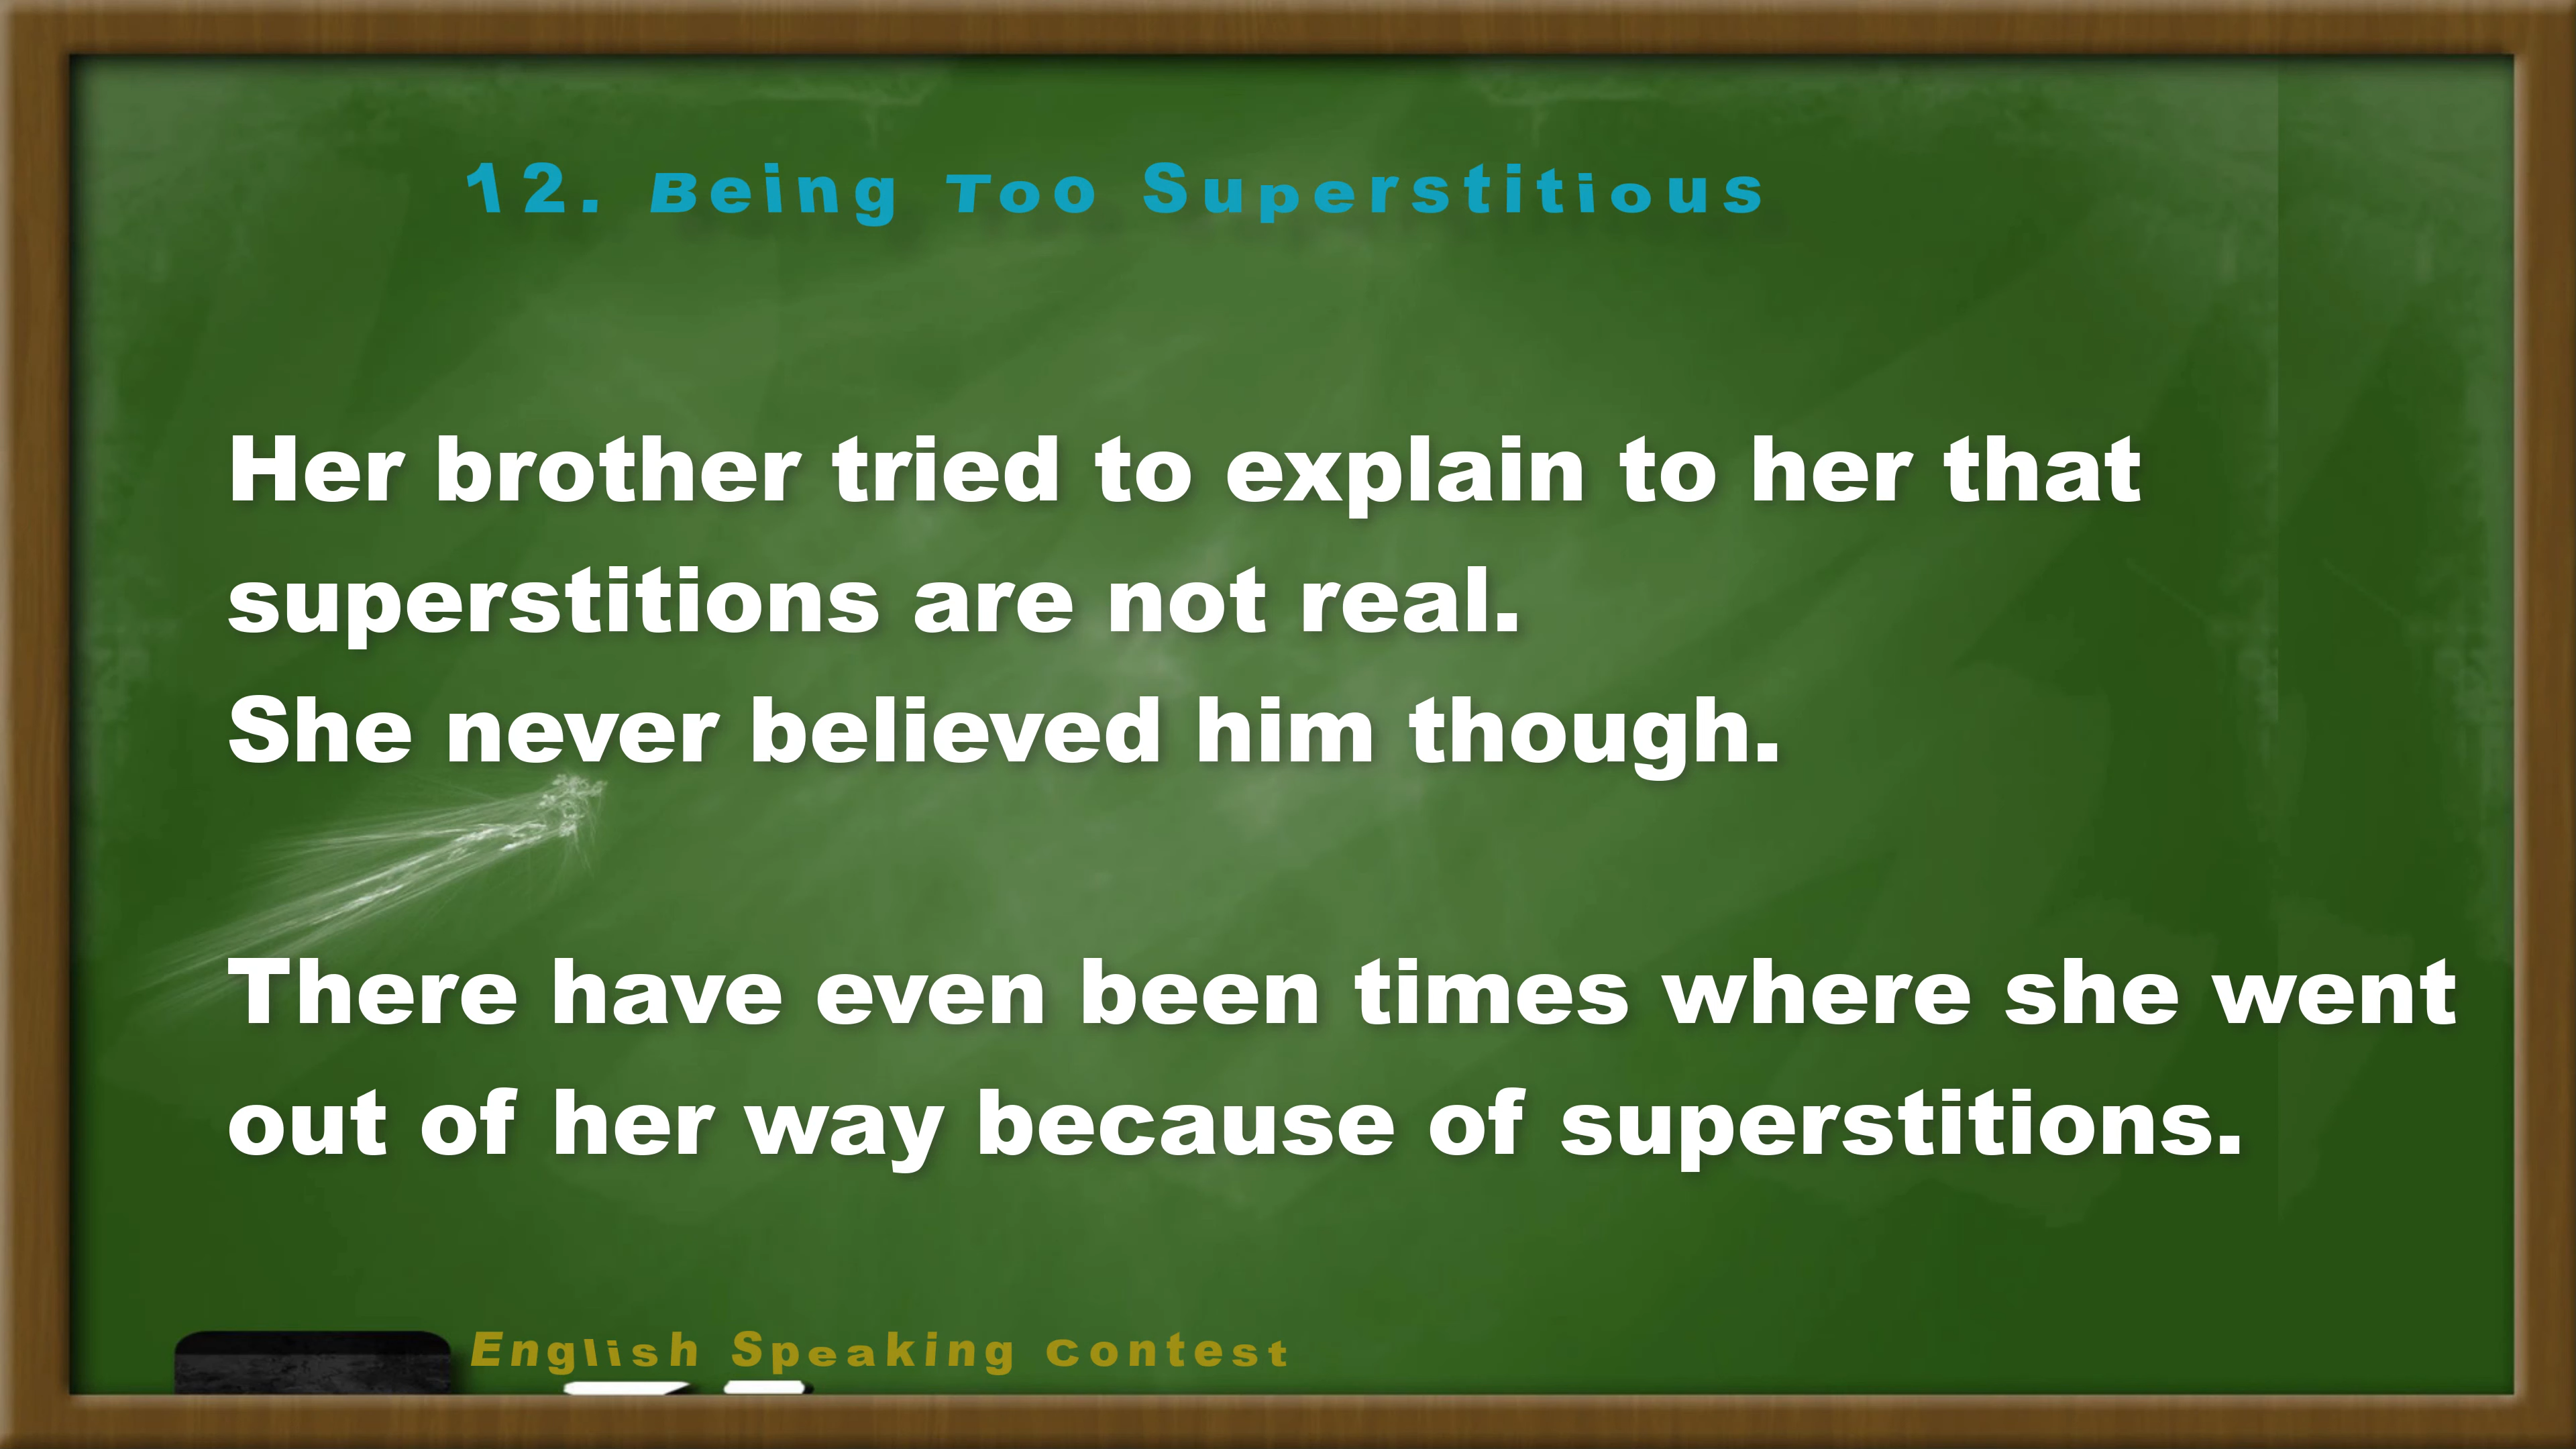 12. Being Too Superstitious
Her brother tried to explain to her that
superstitions are not real.
She never believed him though.
There have even been times where she went
out of her way because of superstitions.
English Speaking Contest